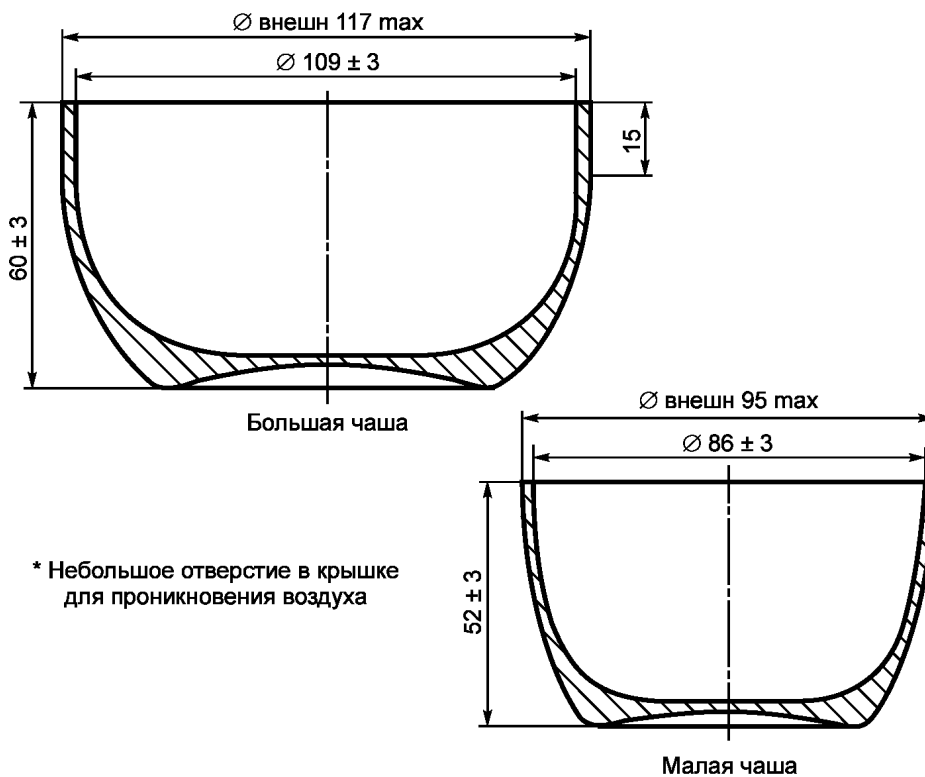 ∅ внешн 117 max
∅ 109 ± 3
15
60 ± 3
Большая чаша
∅ внешн 95 max
∅ 86 ± 3
52 ± 3
* Небольшое отверстие в крышке
для проникновения воздуха
Малая чаша